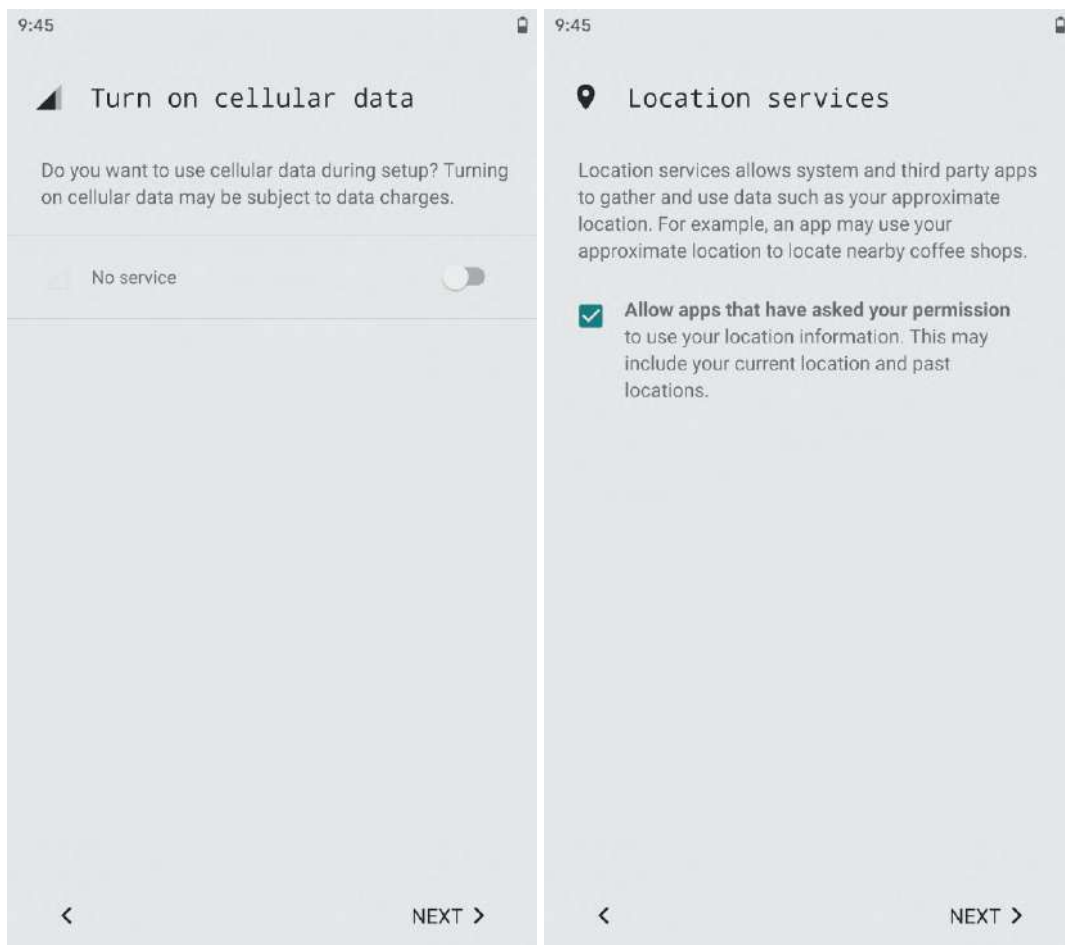 9:45
Turn on cellular data
Do you want to use cellular data during setup? Turning
on cellular data may be subject to data charges.
No service
NEXT
9:45
Location services
Location services allows system and third party apps
to gather and use data such as your approximate
location. For example, an app may use your
approximate location to locate nearby coffee shops.
Allow apps that have asked your permission
to use your location information. This may
include your current location and past
locations.
NEXT